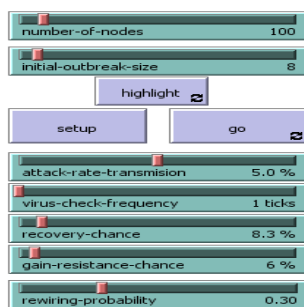 number-of-nodes 100
initial-outbreak-size 8
highlight
setup go
attack-rate-transmision 5.0 %
virus-check-frequency 1 ticks
recovery-chance 8.3 %
gain-resistance-chance 6 %
rewiring-probability 0.30